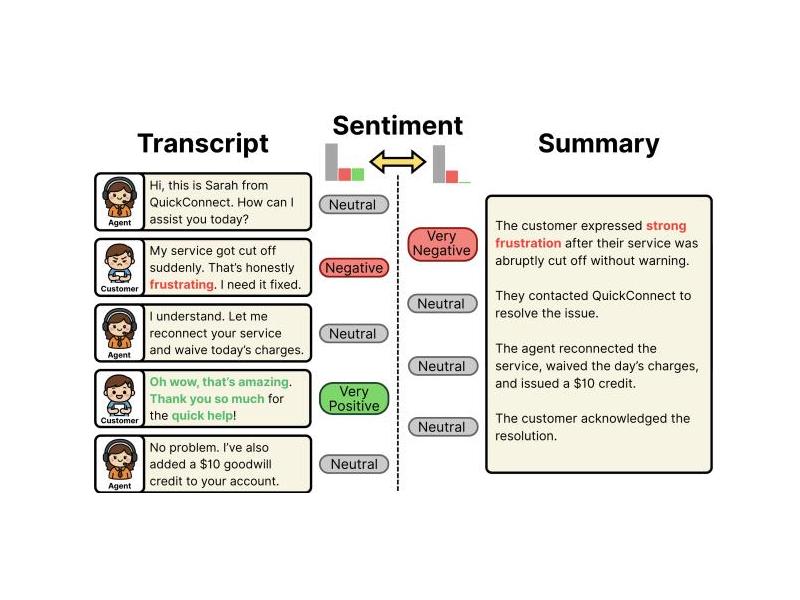 Transcript
Sentiment
Summary
Hi, this is Sarah from
QuickConnect. How can I
assist you today?
Agent
Neutral
My service got cut off
suddenly. That's honestly
frustrating. I need it fixed.
Customer
Negative
I understand. Let me
reconnect your service
and waive today's charges.
Agent
Neutral
Oh wow, that's amazing.
Thank you so much for
the quick help!
Customer
Very
Positive
No problem. I've also
added a $10 goodwill
credit to your account.
Agent
Neutral
Very
Negative
Neutral
Neutral
Neutral
The customer expressed strong
frustration after their service was
abruptly cut off without warning.
They contacted QuickConnect to
resolve the issue.
The agent reconnected the
service, waived the day's charges,
and issued a $10 credit.
The customer acknowledged the
resolution.